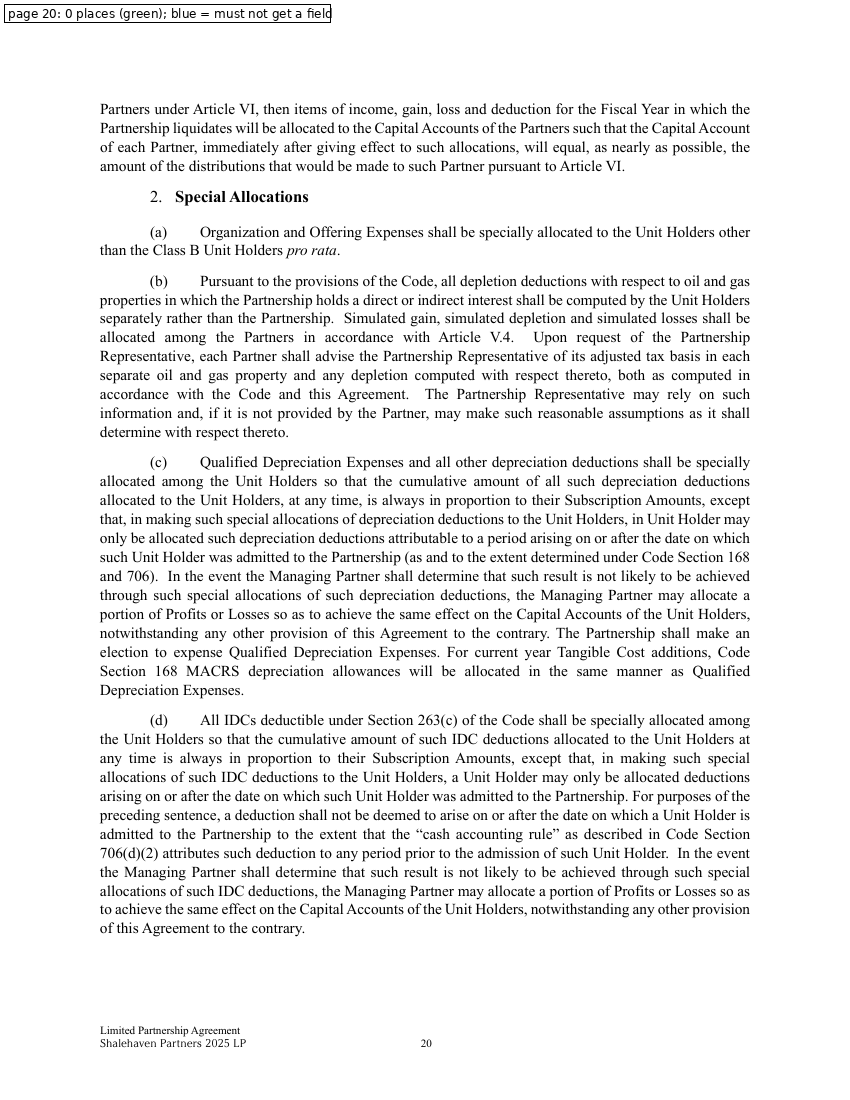 page 20: 0 places (green); blue = must not get a field
Partners under Article VI, then items of income, gain, loss and deduction for the Fiscal Year in which the
Partnership liquidates will be allocated to the Capital Accounts of the Partners such that the Capital Account
of each Partner, immediately after giving effect to such allocations, will equal, as nearly as possible, the
amount of the distributions that would be made to such Partner pursuant to Article VI.
2. Special Allocations
(a) Organization and Offering Expenses shall be specially allocated to the Unit Holders other
than the Class B Unit Holders pro rata.
(b) Pursuant to the provisions of the Code, all depletion deductions with respect to oil and gas
properties in which the Partnership holds a direct or indirect interest shall be computed by the Unit Holders
separately rather than the Partnership. Simulated gain, simulated depletion and simulated losses shall be
allocated among the Partners in accordance with Article V.4. Upon request of the Partnership
Representative, each Partner shall advise the Partnership Representative of its adjusted tax basis in each
separate oil and gas property and any depletion computed with respect thereto, both as computed in
accordance with the Code and this Agreement. The Partnership Representative may rely on such
information and, if it is not provided by the Partner, may make such reasonable assumptions as it shall
determine with respect thereto.
(c) Qualified Depreciation Expenses and all other depreciation deductions shall be specially
allocated among the Unit Holders so that the cumulative amount of all such depreciation deductions
allocated to the Unit Holders, at any time, is always in proportion to their Subscription Amounts, except
that, in making such special allocations of depreciation deductions to the Unit Holders, in Unit Holder may
only be allocated such depreciation deductions attributable to a period arising on or after the date on which
such Unit Holder was admitted to the Partnership (as and to the extent determined under Code Section 168
and 706). In the event the Managing Partner shall determine that such result is not likely to be achieved
through such special allocations of such depreciation deductions, the Managing Partner may allocate a
portion of Profits or Losses so as to achieve the same effect on the Capital Accounts of the Unit Holders,
notwithstanding any other provision of this Agreement to the contrary. The Partnership shall make an
election to expense Qualified Depreciation Expenses. For current year Tangible Cost additions, Code
Section 168 MACRS depreciation allowances will be allocated in the same manner as Qualified
Depreciation Expenses.
(d) All IDCs deductible under Section 263(c) of the Code shall be specially allocated among
the Unit Holders so that the cumulative amount of such IDC deductions allocated to the Unit Holders at
any time is always in proportion to their Subscription Amounts, except that, in making such special
allocations of such IDC deductions to the Unit Holders, a Unit Holder may only be allocated deductions
arising on or after the date on which such Unit Holder was admitted to the Partnership. For purposes of the
preceding sentence, a deduction shall not be deemed to arise on or after the date on which a Unit Holder is
admitted to the Partnership to the extent that the “cash accounting rule” as described in Code Section
706(d)(2) attributes such deduction to any period prior to the admission of such Unit Holder. In the event
the Managing Partner shall determine that such result is not likely to be achieved through such special
allocations of such IDC deductions, the Managing Partner may allocate a portion of Profits or Losses so as
to achieve the same effect on the Capital Accounts of the Unit Holders, notwithstanding any other provision
of this Agreement to the contrary.
Limited Partnership Agreement
Shalehaven Partners 2025 LP 20